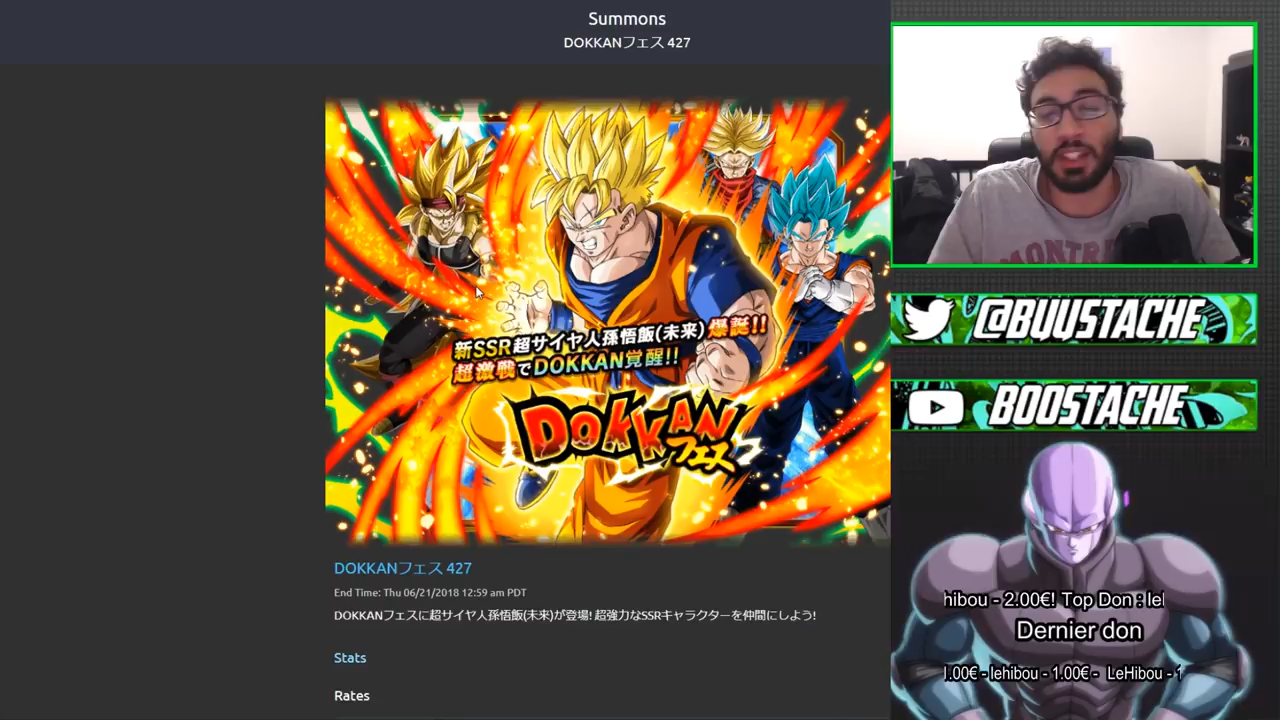 Summons
DOKKANフェス 427
新SSR超サイヤ人孫悟飯(未来)爆誕!!
超激戦でDOKKAN覚醒!!
DOKKAN
フェス
DOKKANフェス 427
End Time: Thu 06/21/2018 12:59 am PDT
DOKKANフェスに超サイヤ人孫悟飯(未来)が登場! 超強力なSSRキャラクターを仲間にしよう!
Stats
Rates
MONTR
@BUUSTACHE
BOOSTACHE
hibou - 2.00€! Top Don : lel
Dernier don
1.00€ - lehibou - 1.00€ - LeHibou - 1